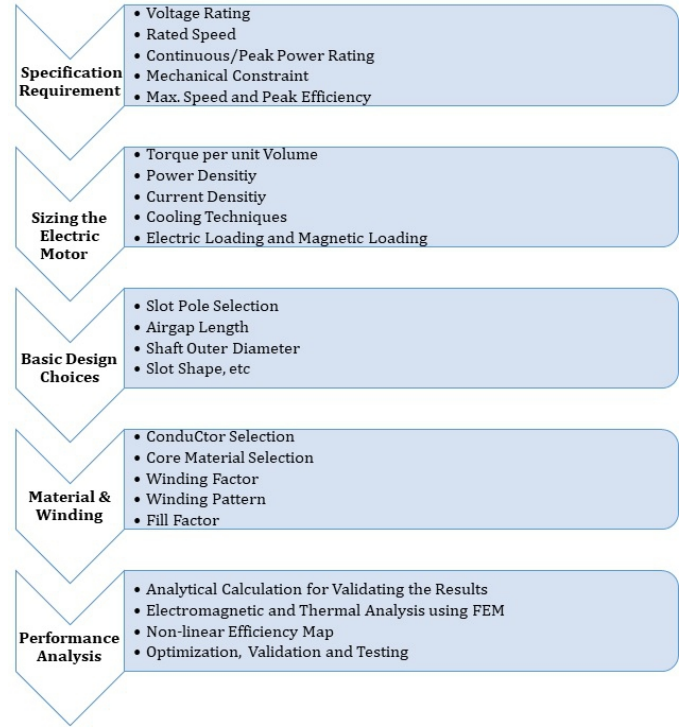 Specification
Requirement
• Voltage Rating
• Rated Speed
• Continuous/Peak Power Rating
• Mechanical Constraint
• Max. Speed and Peak Efficiency
Sizing the
Electric
Motor
• Torque per unit Volume
• Power Densitiy
• Current Densitiy
• Cooling Techniques
• Electric Loading and Magnetic Loading
Basic Design
Choices
• Slot Pole Selection
• Airgap Length
• Shaft Outer Diameter
• Slot Shape, etc
Material &
Winding
• ConduCtor Selection
• Core Material Selection
• Winding Factor
• Winding Pattern
• Fill Factor
Performance
Analysis
• Analytical Calculation for Validating the Results
• Electromagnetic and Thermal Analysis using FEM
• Non-linear Efficiency Map
• Optimization, Validation and Testing